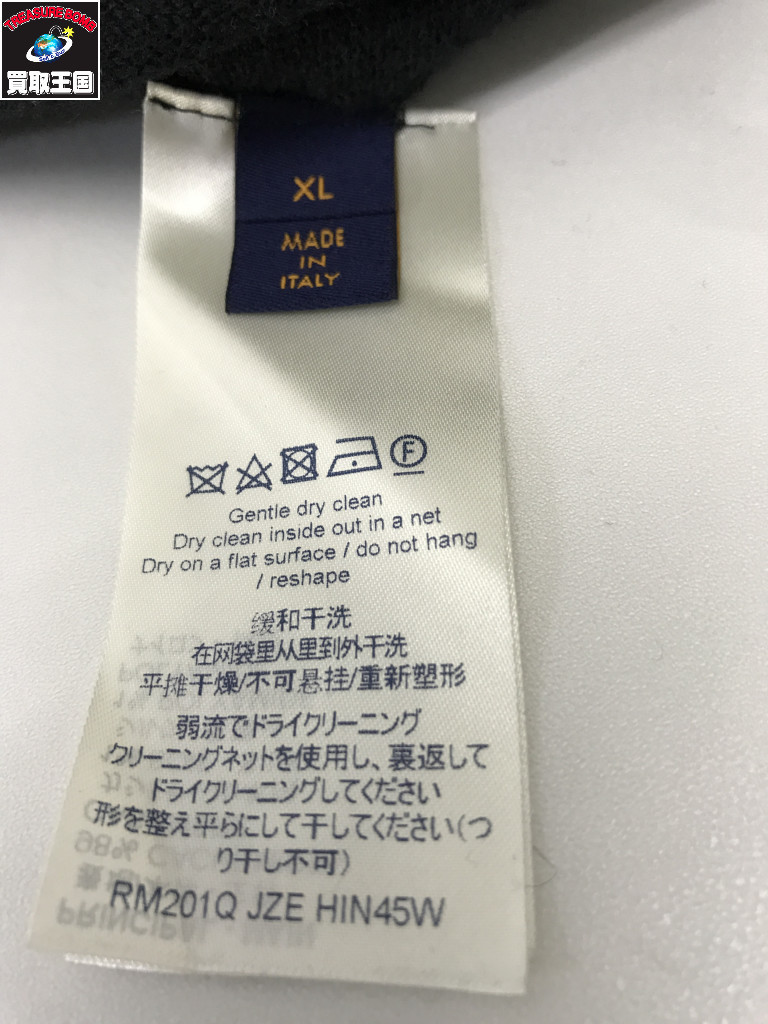 TREASURE BOMB
買取王国
XL
MADE
IN
ITALY
F
Gentle dry clean
Dry clean inside out in a net
Dry on a flat surface / do not hang
/ reshape
缓和干洗
在网袋里从里到外干洗
平摊干燥/不可悬挂/重新塑形
弱流でドライクリーニング
クリーニングネットを使用し、裏返して
ドライクリーニングしてください
形を整え平らにして干してください(つ
り干し不可)
RM201Q JZE HIN45W
PRINCIPAL - MAIN